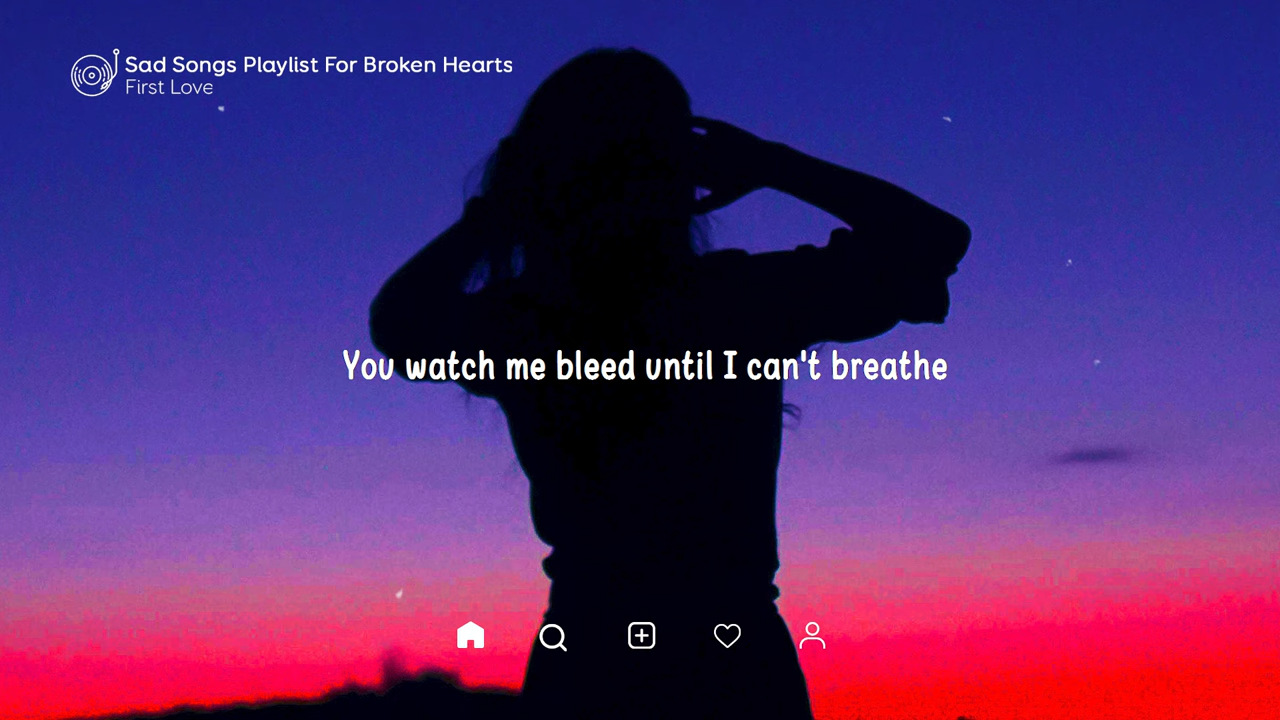 Sad Songs Playlist For Broken Hearts
First Love
You watch me bleed until I can't breathe